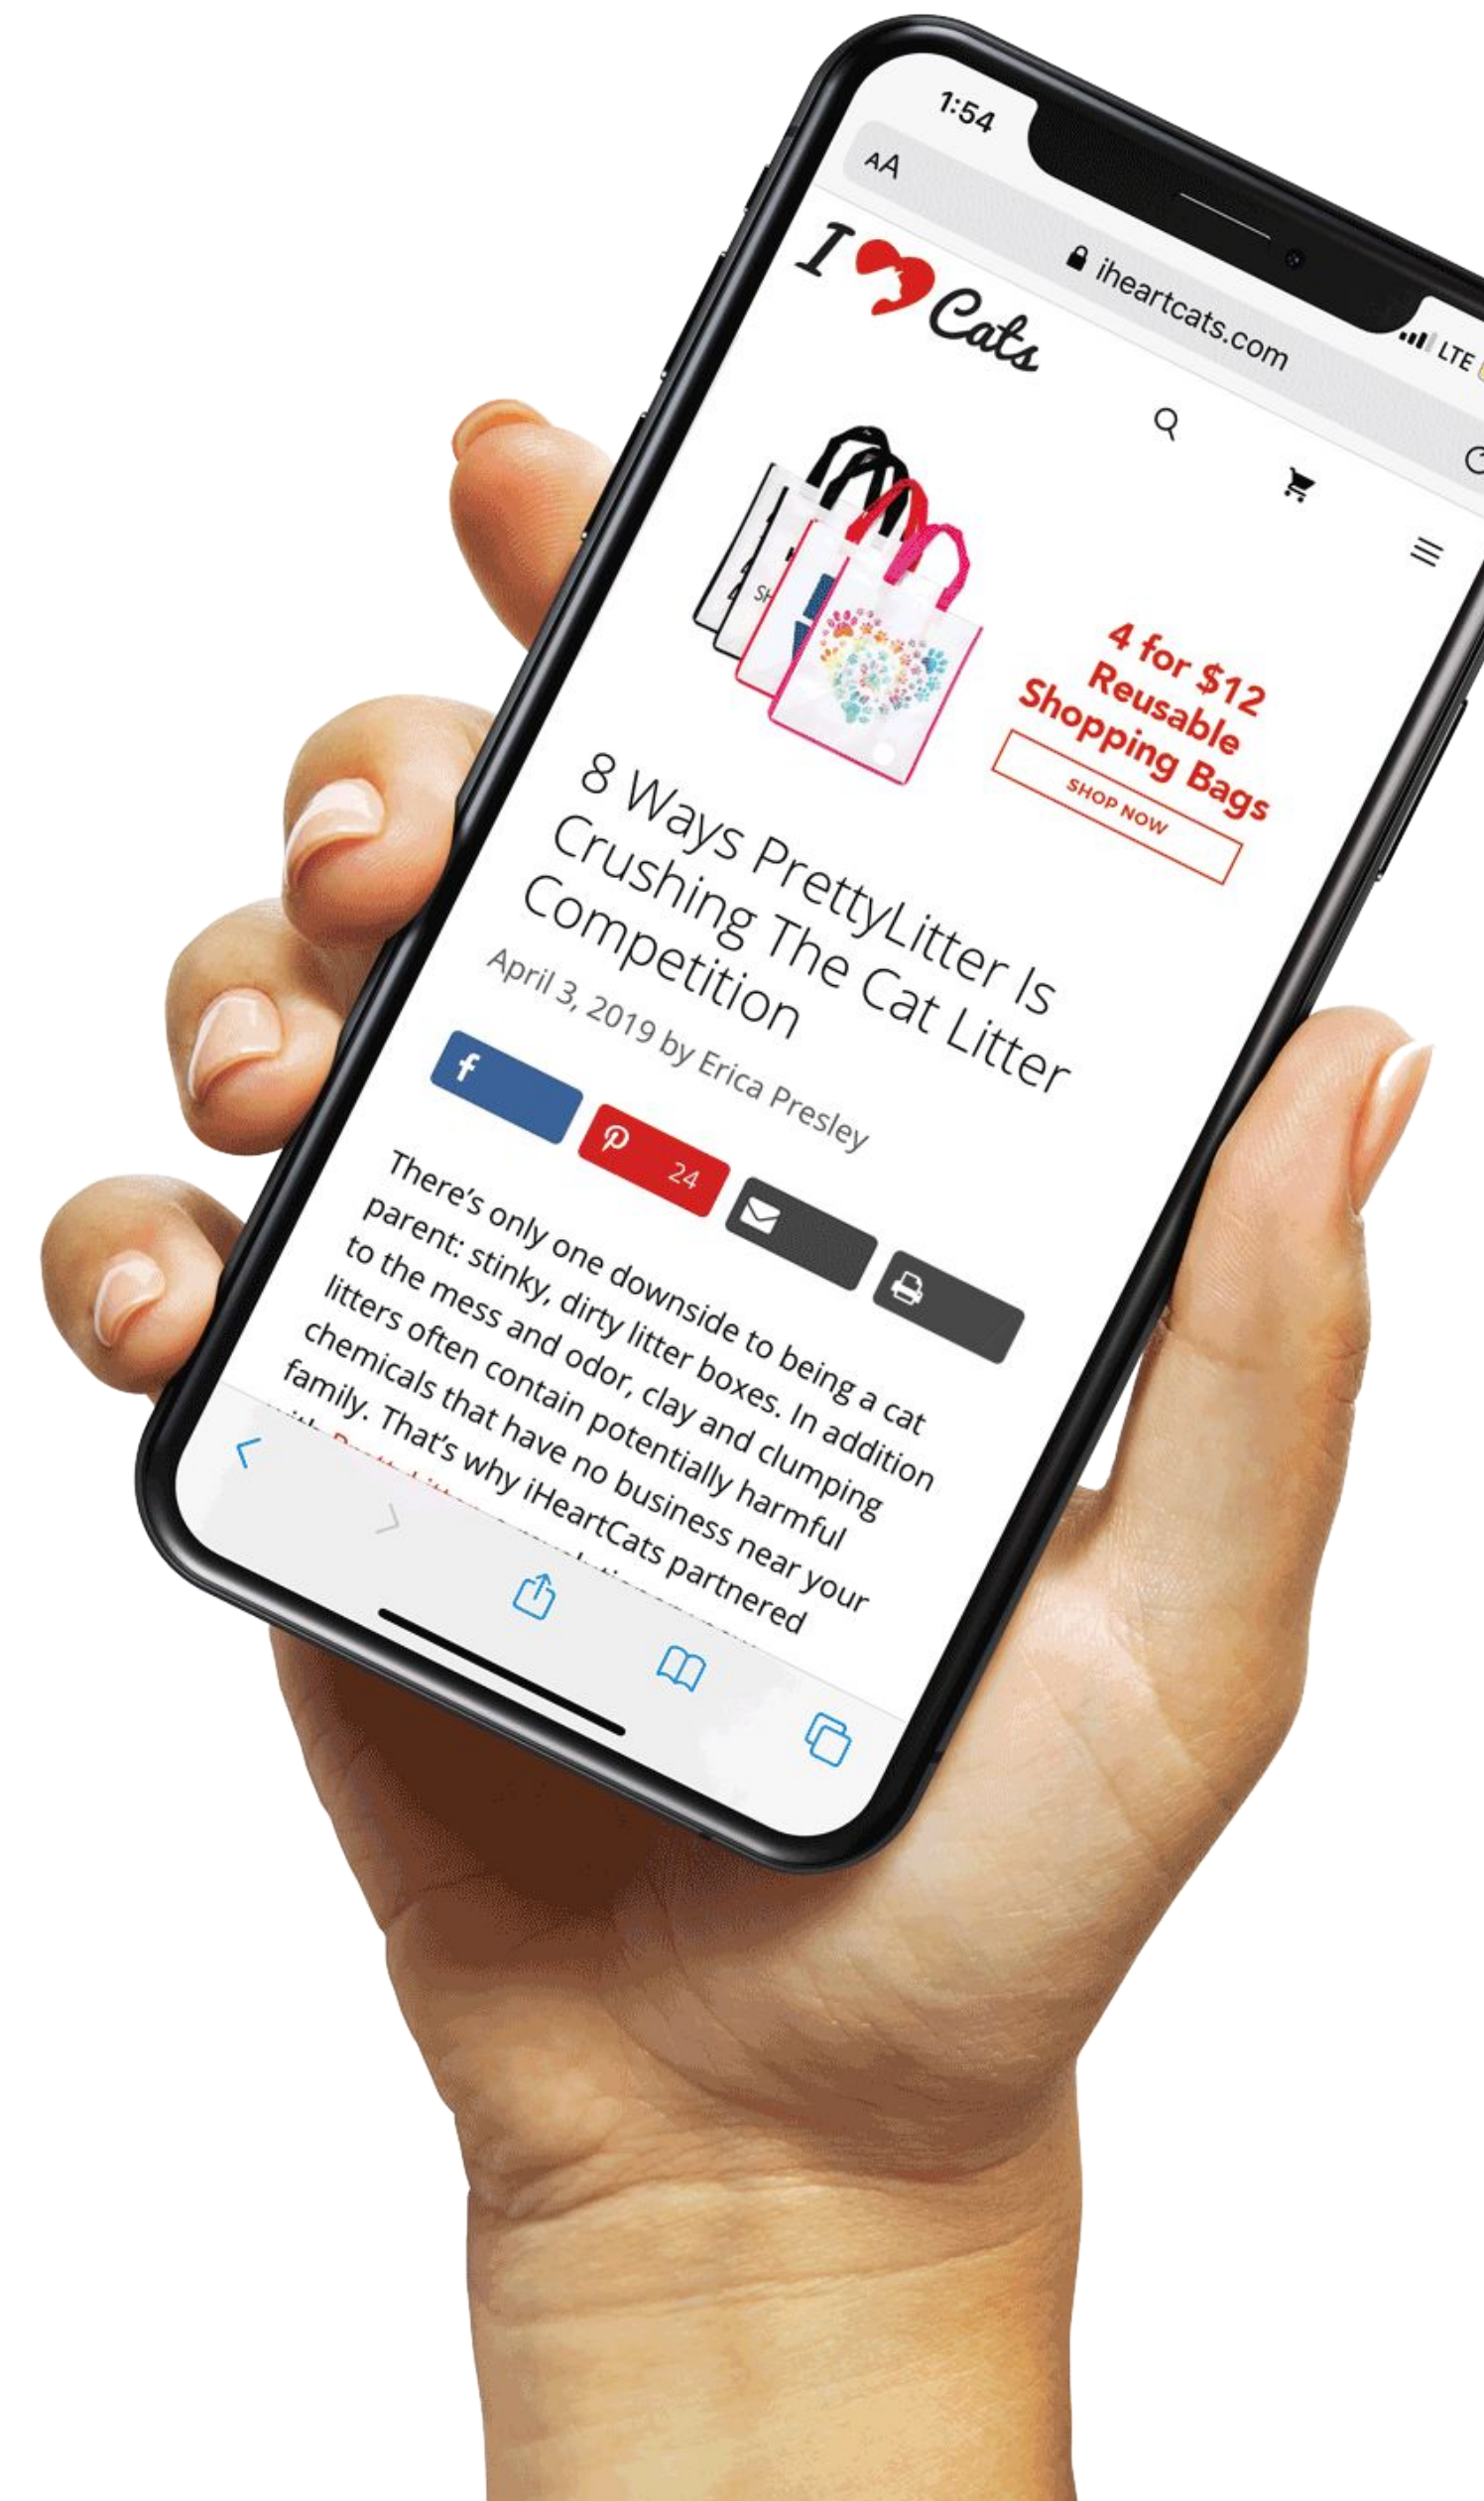 1:54
LTE
AA
iheartcats.com
I Cats
4 for $12
Reusable
Shopping Bags
SHOP NOW
8 Ways PrettyLitter Is
Crushing The Cat Litter
Competition
April 3, 2019 by Erica Presley
24
There's only one downside to being a cat
parent: stinky, dirty litter boxes. In addition
to the mess and odor, clay and clumping
litters often contain potentially harmful
chemicals that have no business near your
family. That's why iHeartCats partnered
with PrettyLitter